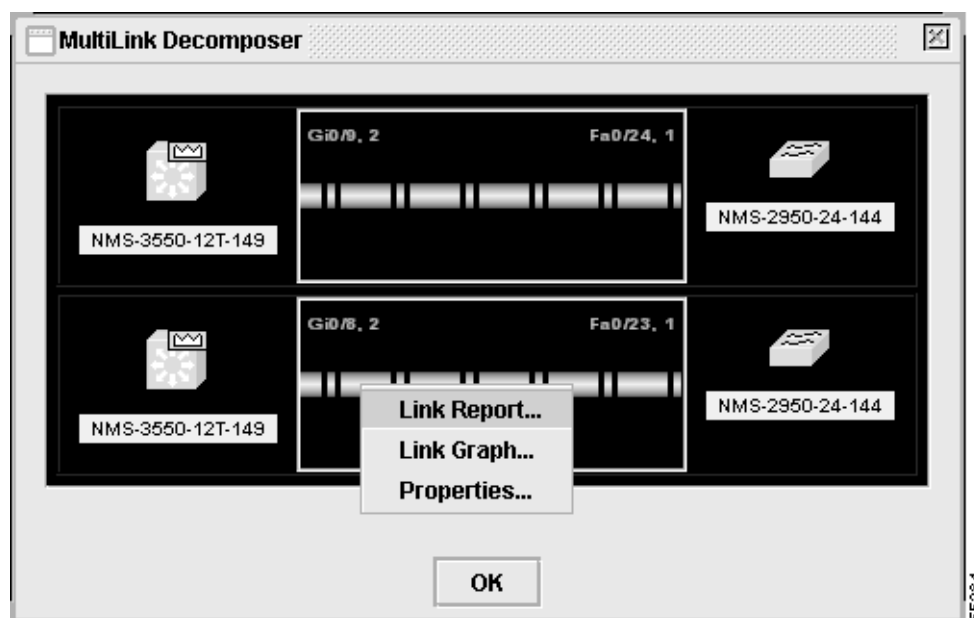 MultiLink Decomposer
Gi0/9, 2
Fa0/24, 1
NMS-3550-12T-149
NMS-2950-24-144
Gi0/8, 2
Fa0/23, 1
NMS-3550-12T-149
NMS-2950-24-144
Link Report...
Link Graph...
Properties...
OK